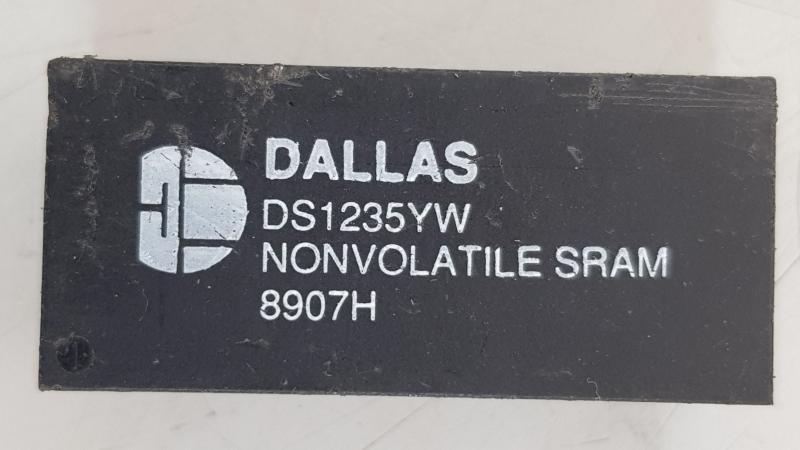 DALLAS
DS1235YW
NONVOLATILE SRAM
8907H